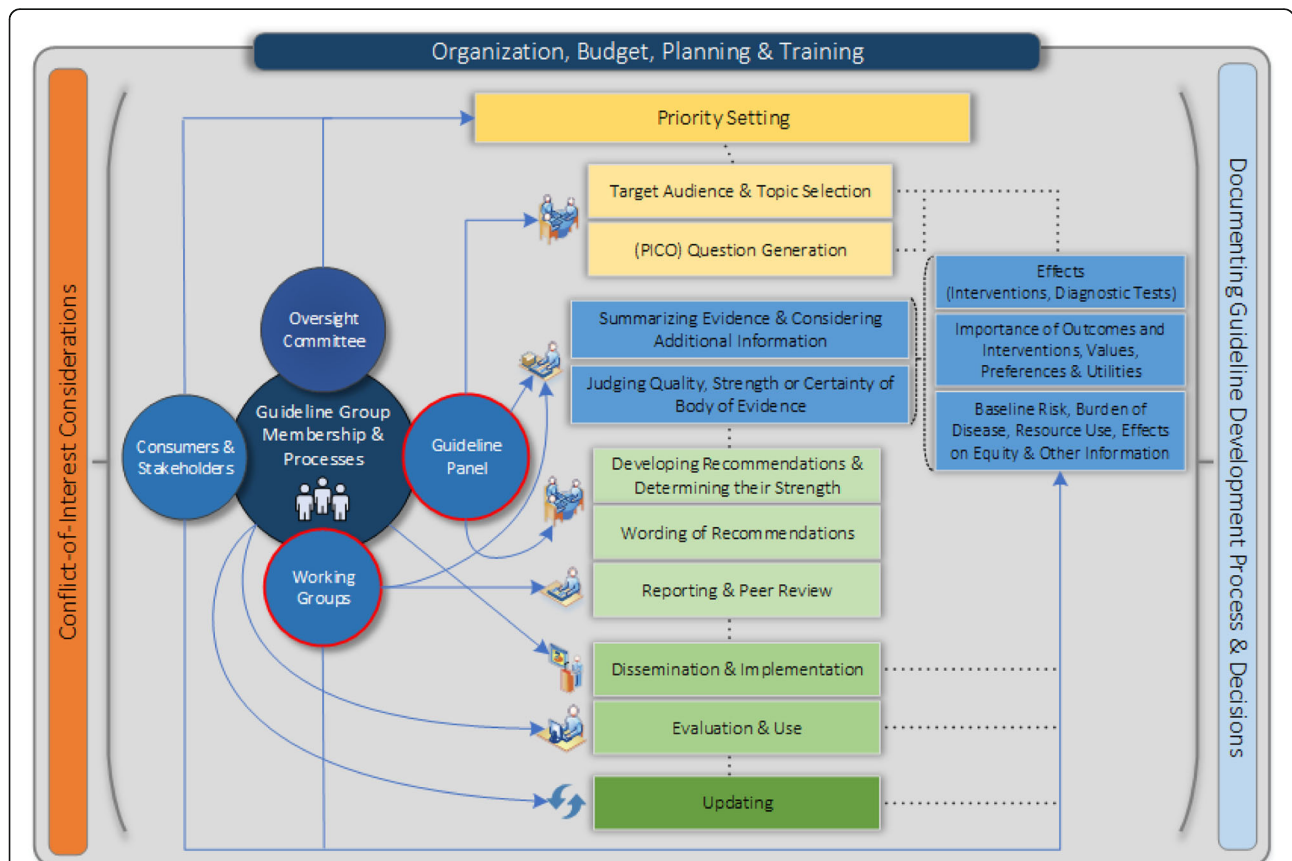 Organization, Budget, Planning & Training
Conflict-of-Interest Considerations
Priority Setting
Target Audience & Topic Selection
(PICO) Question Generation
Effects
(Interventions, Diagnostic Tests)
Oversight
Committee
Summarizing Evidence & Considering
Additional Information
Importance of Outcomes and
Interventions, Values,
Preferences & Utilities
Judging Quality, Strength or Certainty of
Body of Evidence
Baseline Risk, Burden of
Disease, Resource Use, Effects
on Equity & Other Information
Guideline Group
Membership &
Processes
Consumers &
Stakeholders
Guideline
Panel
Developing Recommendations &
Determining their Strength
Wording of Recommendations
Working
Groups
Reporting & Peer Review
Dissemination & Implementation
Evaluation & Use
Updating
Documenting Guideline Development Process & Decisions